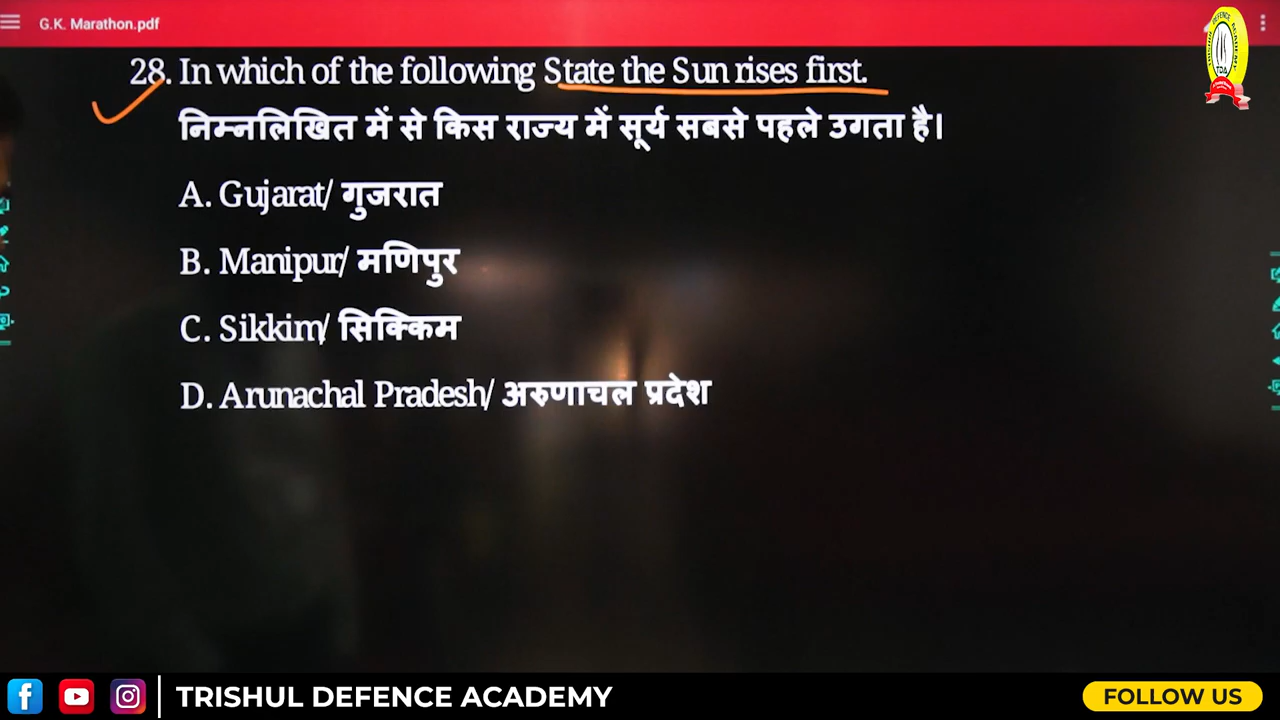 G.K. Marathon.pdf
28. In which of the following State the Sun rises first.
निम्नलिखित में से किस राज्य में सूर्य सबसे पहले उगता है।
A. Gujarat/ गुजरात
B. Manipur/ मणिपुर
C. Sikkim/ सिक्किम
D. Arunachal Pradesh/ अरुणाचल प्रदेश
TRISHUL DEFENCE ACADEMY
FOLLOW US